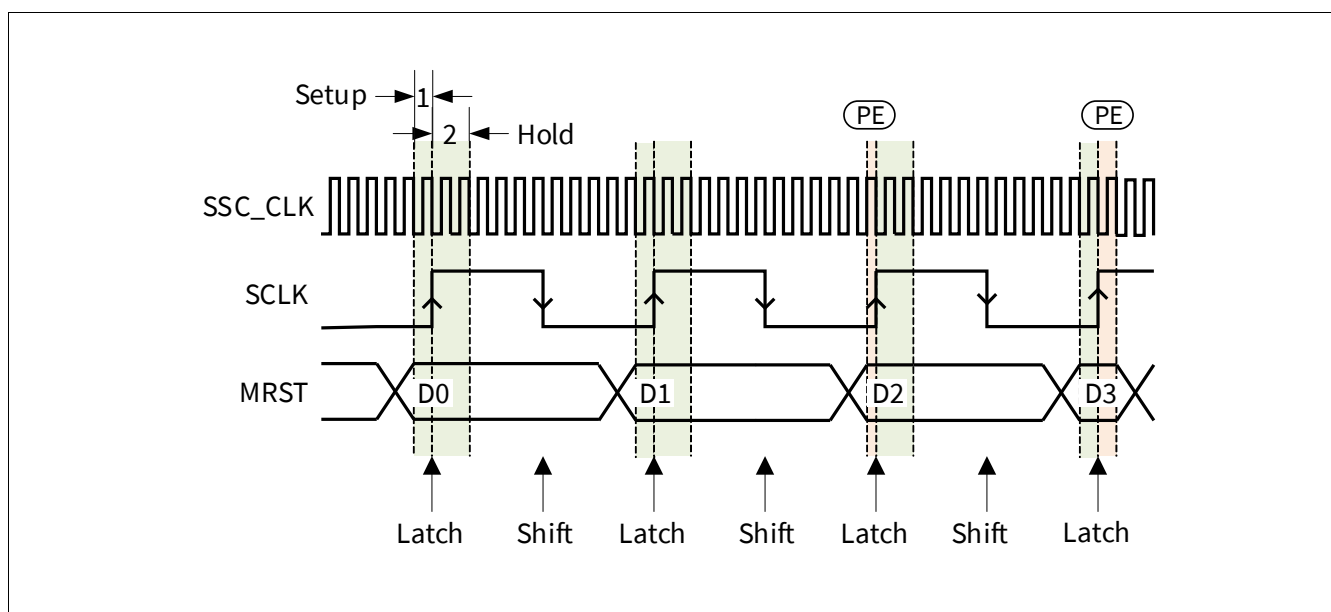 Setup 1
PE PE
2 Hold
SSC_CLK
SCLK
MRST D0 D1 D2 D3
Latch Shift Latch Shift Latch Shift Latch